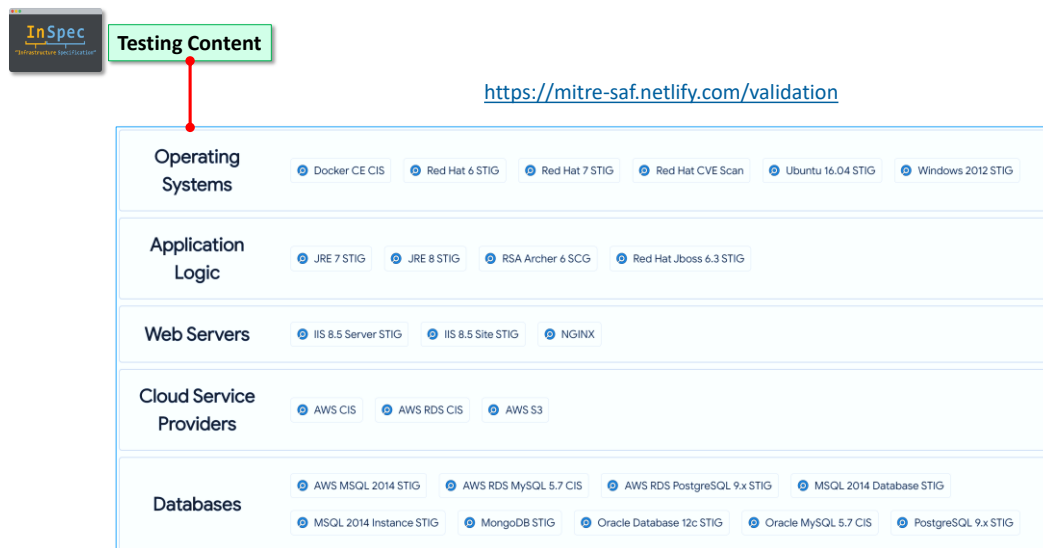 InSpec
"Infrastructure Specification"
Testing Content
https://mitre-saf.netlify.com/validation
Operating
Systems
Docker CE CIS
Red Hat 6 STIG
Red Hat 7 STIG
Red Hat CVE Scan
Ubuntu 16.04 STIG
Windows 2012 STIG
Application
Logic
JRE 7 STIG
JRE 8 STIG
RSA Archer 6 SCG
Red Hat Jboss 6.3 STIG
Web Servers
IIS 8.5 Server STIG
IIS 8.5 Site STIG
NGINX
Cloud Service
Providers
AWS CIS
AWS RDS CIS
AWS S3
Databases
AWS MSQL 2014 STIG
AWS RDS MySQL 5.7 CIS
AWS RDS PostgreSQL 9.x STIG
MSQL 2014 Database STIG
MSQL 2014 Instance STIG
MongoDB STIG
Oracle Database 12c STIG
Oracle MySQL 5.7 CIS
PostgreSQL 9.x STIG